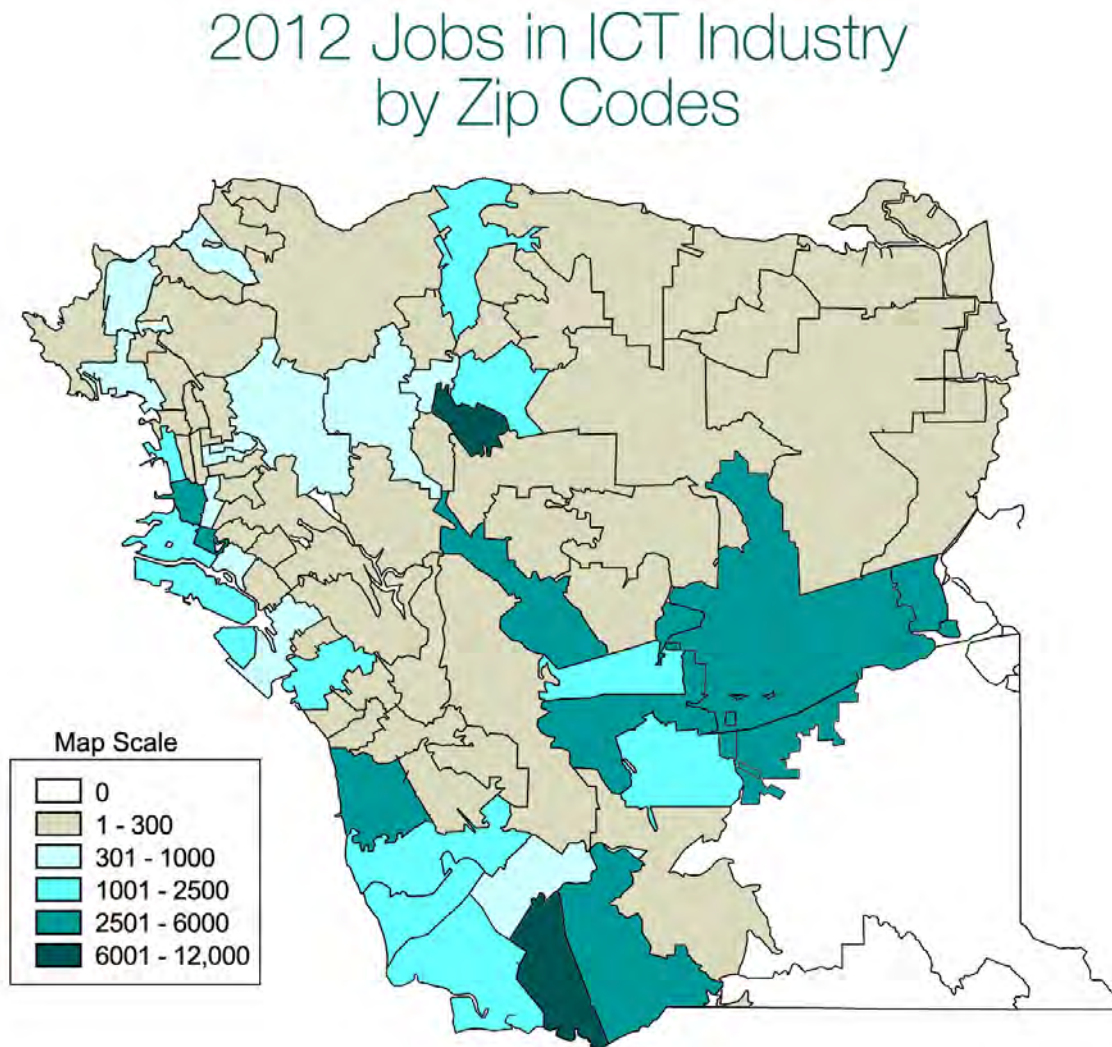 2012 Jobs in ICT Industry
by Zip Codes
Map Scale
0
1 - 300
301 - 1000
1001 - 2500
2501 - 6000
6001 - 12,000